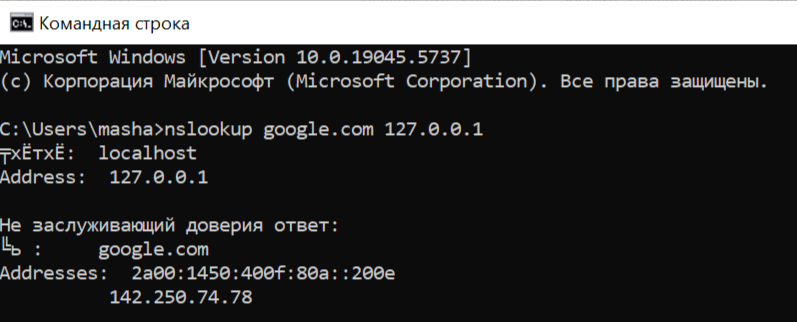 Командная строка
Microsoft Windows [Version 10.0.19045.5737]
(c) Корпорация Майкрософт (Microsoft Corporation). Все права защищены.
C:\Users\masha>nslookup google.com 127.0.0.1
╤хЁтхЁ:  localhost
Address:  127.0.0.1
Не заслуживающий доверия ответ:
╚ь :     google.com
Addresses:  2a00:1450:400f:80a::200e
          142.250.74.78